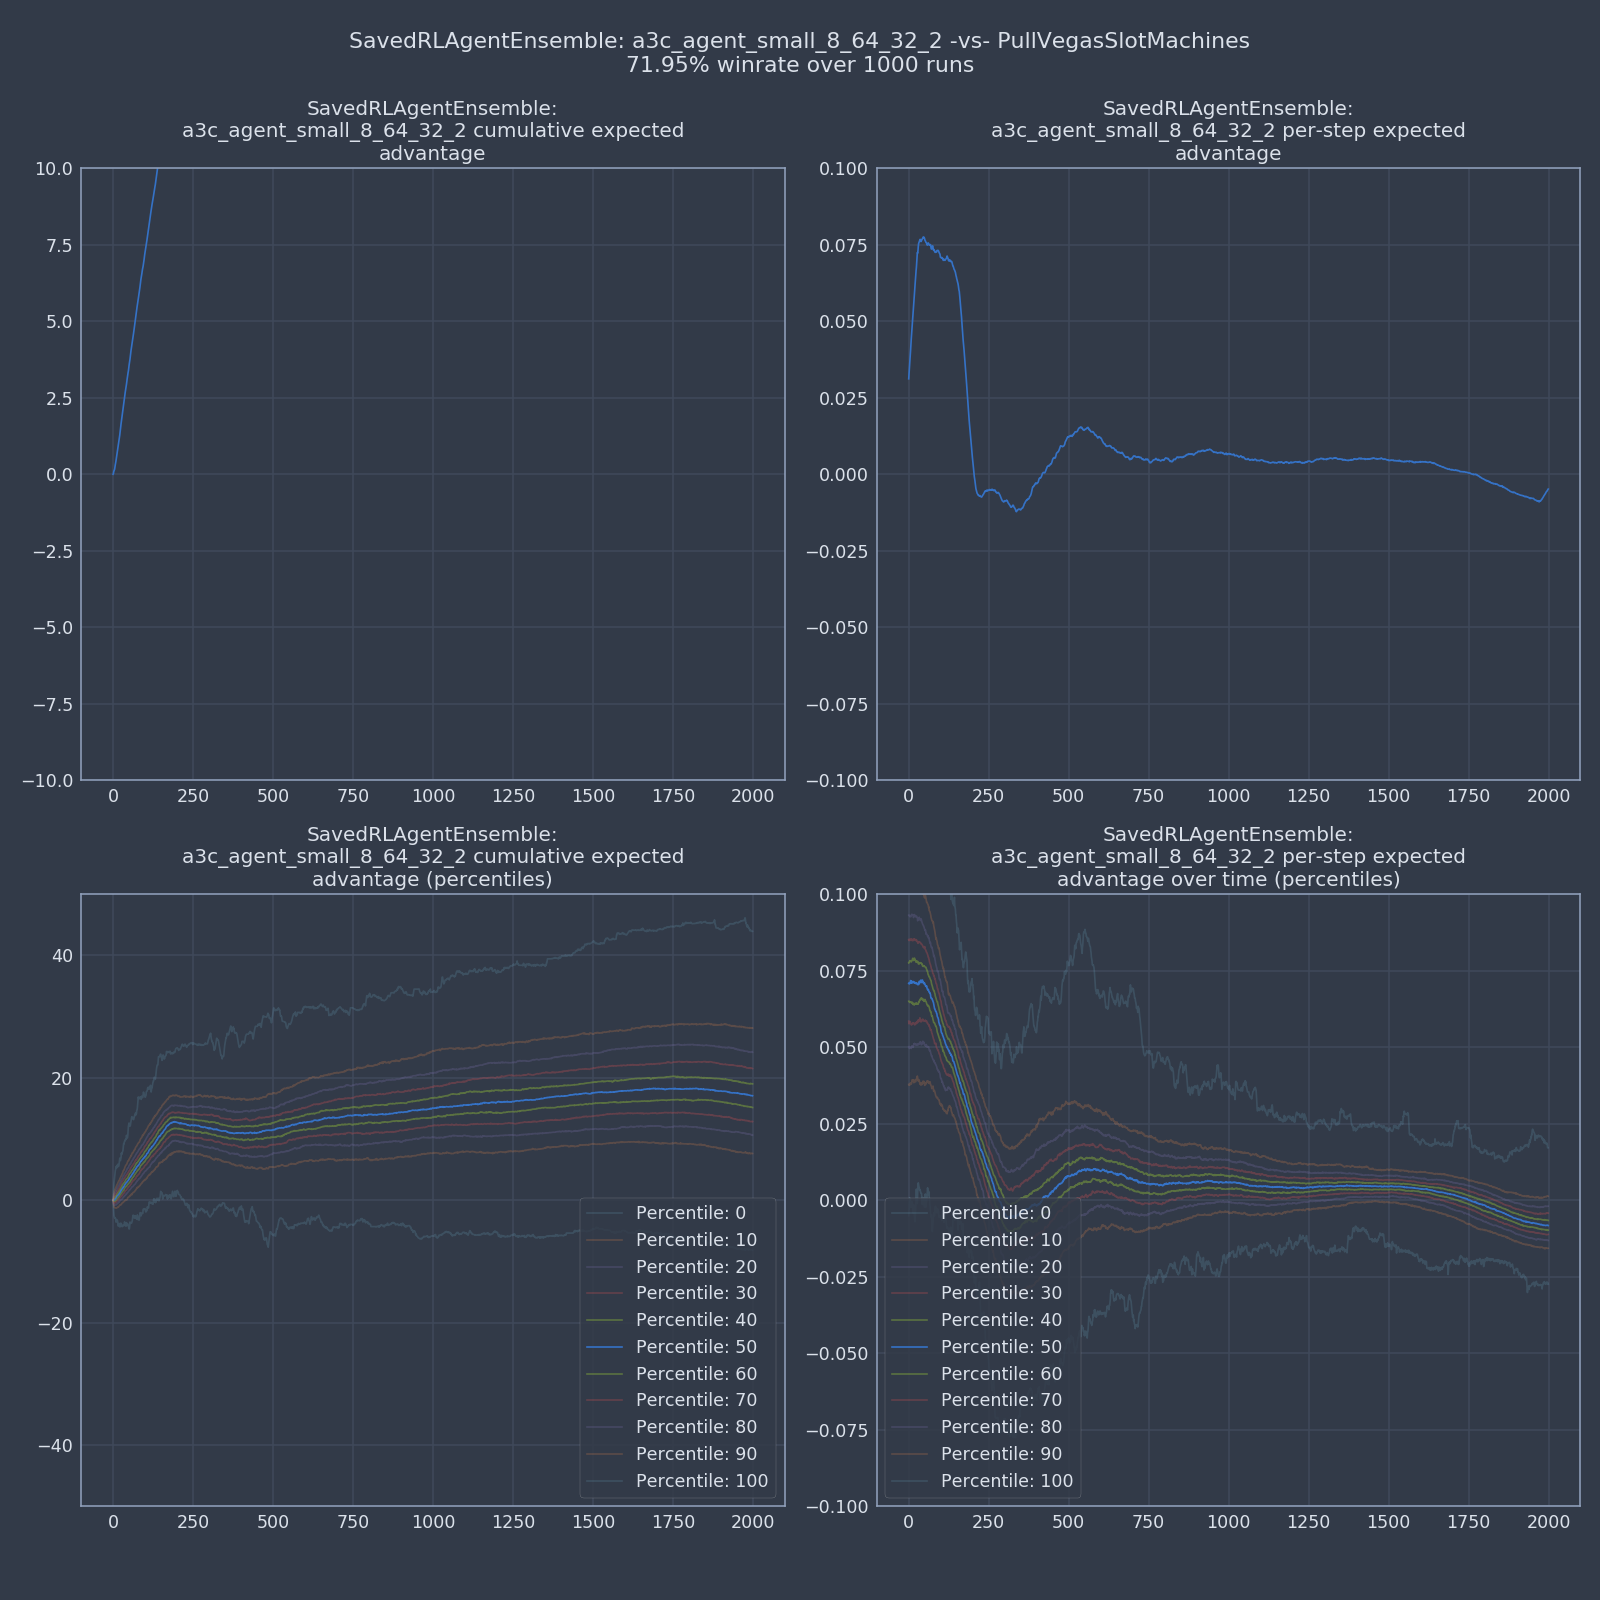 SavedRLAgentEnsemble: a3c_agent_small_8_64_32_2 -vs- PullVegasSlotMachines
71.95% winrate over 1000 runs
SavedRLAgentEnsemble:
a3c_agent_small_8_64_32_2 cumulative expected
advantage
10.0
7.5
5.0
2.5
0.0
−2.5
−5.0
−7.5
−10.0
0 250 500 750 1000 1250 1500 1750 2000
SavedRLAgentEnsemble:
a3c_agent_small_8_64_32_2 per-step expected
advantage
0.100
0.075
0.050
0.025
0.000
−0.025
−0.050
−0.075
−0.100
0 250 500 750 1000 1250 1500 1750 2000
SavedRLAgentEnsemble:
a3c_agent_small_8_64_32_2 cumulative expected
advantage (percentiles)
40
20
0
−20
−40
Percentile: 0
Percentile: 10
Percentile: 20
Percentile: 30
Percentile: 40
Percentile: 50
Percentile: 60
Percentile: 70
Percentile: 80
Percentile: 90
Percentile: 100
0 250 500 750 1000 1250 1500 1750 2000
SavedRLAgentEnsemble:
a3c_agent_small_8_64_32_2 per-step expected
advantage over time (percentiles)
0.100
0.075
0.050
0.025
0.000
−0.025
−0.050
−0.075
−0.100
Percentile: 0
Percentile: 10
Percentile: 20
Percentile: 30
Percentile: 40
Percentile: 50
Percentile: 60
Percentile: 70
Percentile: 80
Percentile: 90
Percentile: 100
0 250 500 750 1000 1250 1500 1750 2000